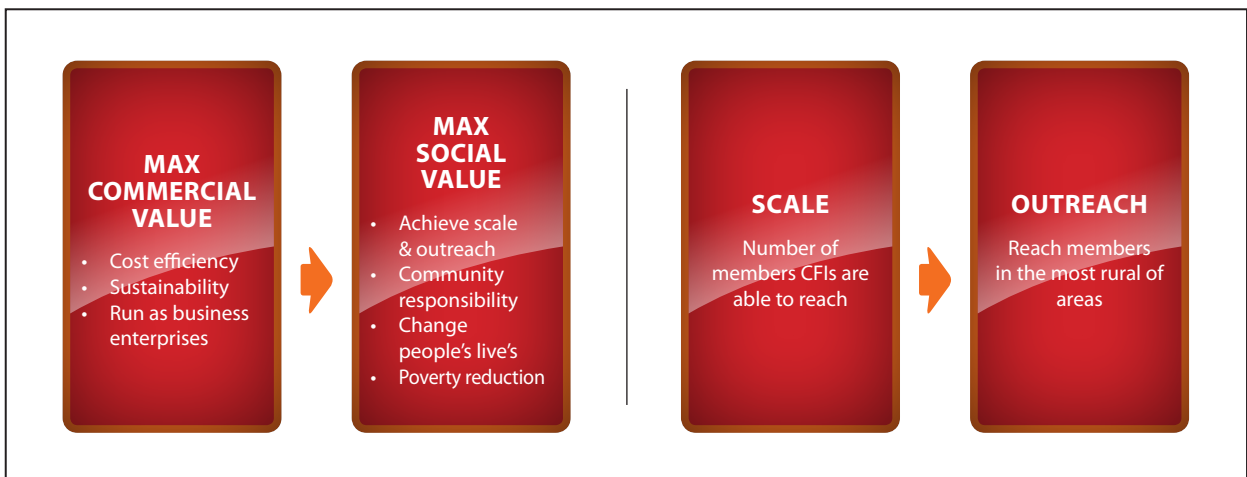 MAX
COMMERCIAL
VALUE
• Cost efficiency
• Sustainability
• Run as business
enterprises
MAX
SOCIAL
VALUE
• Achieve scale
& outreach
• Community
responsibility
• Change
people’s live’s
• Poverty reduction
SCALE
Number of
members CFIs are
able to reach
OUTREACH
Reach members
in the most rural of
areas